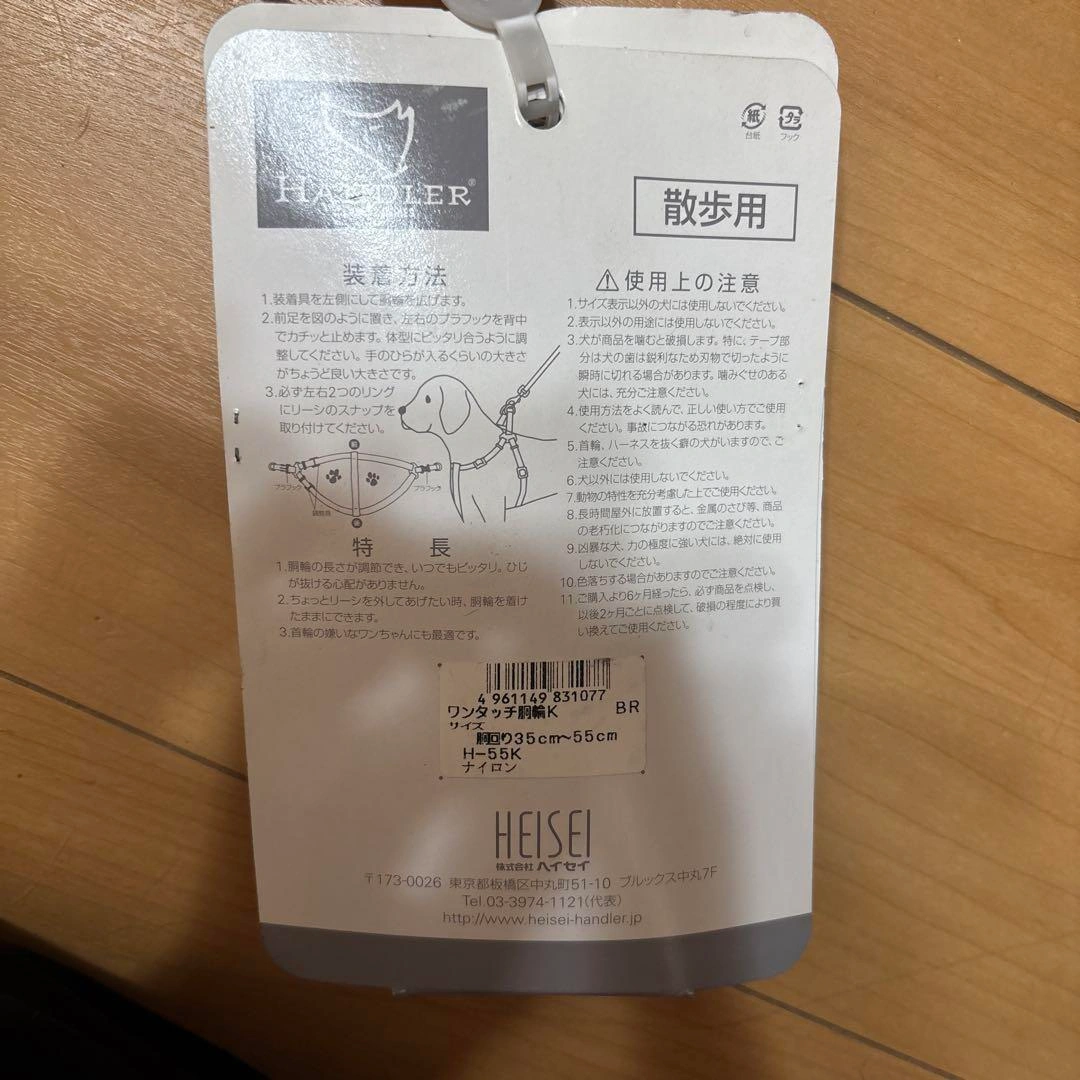 HANDLER®
紙
台紙
プラ
フック
散歩用
装着方法
1.装着具を左側にして胴輪を広げます。
2.前足を図のように置き、左右のプラフックを背中
でカチッと止めます。体型にピッタリ合うように調
整してください。手のひらが入るくらいの大きさ
がちょうど良い大きさです。
3.必ず左右2つのリング
にリーシのスナップを
取り付けてください。
プラフック
プラフック
調整具
特長
1.胴輪の長さが調節でき、いつでもピッタリ。ひじ
が抜ける心配がありません。
2.ちょっとリーシを外してあげたい時、胴輪を着けた
ままにできます。
3.首輪の嫌いなワンちゃんにも最適です。
⚠使用上の注意
1.サイズ表示以外の犬には使用しないでください。
2.表示以外の用途には使用しないでください。
3.犬が商品を噛むと破損します。特に、テープ部
分は犬の歯は鋭利なため刃物で切ったように
瞬時に切れる場合があります。噛みぐせのある
犬には、充分ご注意ください。
4.使用方法をよく読んで、正しい使い方でご使用
ください。事故につながる恐れがあります。
5.首輪、ハーネスを抜く癖の犬がいますので、ご
注意ください。
6.犬以外には使用しないでください。
7.動物の特性を充分考慮した上でご使用ください。
8.長時間屋外に放置すると、金属のさび等、商品
の老朽化につながりますのでご注意ください。
9.凶暴な犬、力の極度に強い犬には、絶対に使用
しないでください。
10.色落ちする場合がありますのでご注意ください。
11.ご購入より6ヶ月経ったら、必ず商品を点検し、
以後2ヶ月ごとに点検して、破損の程度により買
い換えてご使用ください。
4 961149 831077
ワンタッチ胴輪K BR
サイズ
胴回り35cm~55cm
H-55K
ナイロン
HEISEI
株式会社ヘイセイ
〒173-0026 東京都板橋区中丸町51-10 ブルックス中丸7F
Tel.03-3974-1121(代表)
http://www.heisei-handler.jp